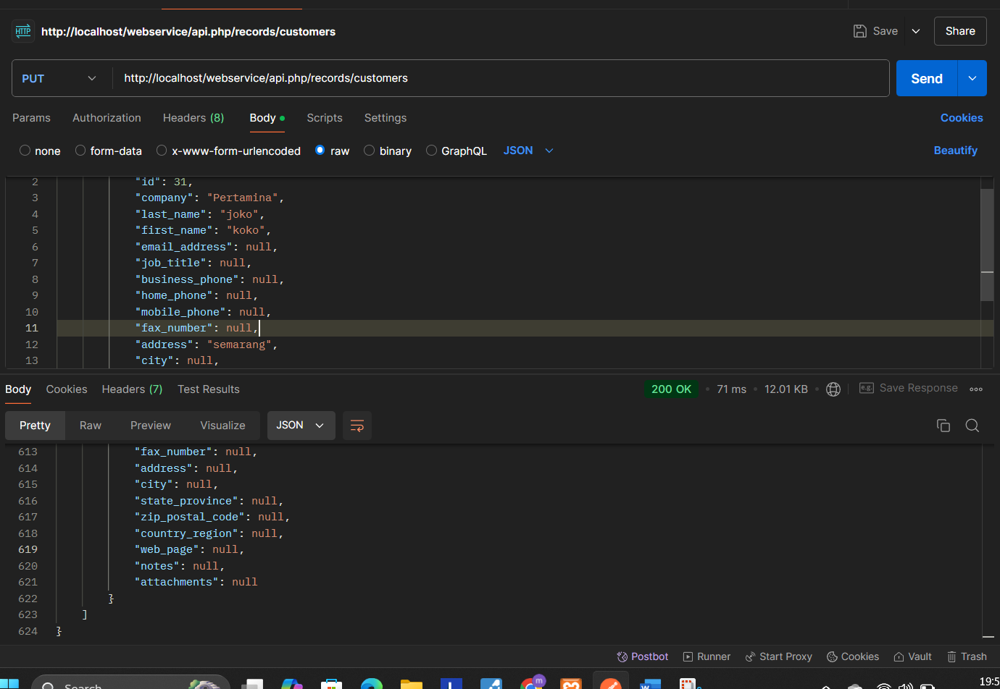 HTTP http://localhost/webservice/api.php/records/customers Save Share
PUT http://localhost/webservice/api.php/records/customers Send
Params Authorization Headers (8) Body Scripts Settings Cookies
none form-data x-www-form-urlencoded raw binary GraphQL JSON Beautify
2 "id": 31,
3 "company": "Pertamina",
4 "last_name": "joko",
5 "first_name": "koko",
6 "email_address": null,
7 "job_title": null,
8 "business_phone": null,
9 "home_phone": null,
10 "mobile_phone": null,
11 "fax_number": null,
12 "address": "semarang",
13 "city": null,
Body Cookies Headers (7) Test Results 200 OK • 71 ms • 12.01 KB • e.g. Save Response
Pretty Raw Preview Visualize JSON
613 "fax_number": null,
614 "address": null,
615 "city": null,
616 "state_province": null,
617 "zip_postal_code": null,
618 "country_region": null,
619 "web_page": null,
620 "notes": null,
621 "attachments": null
622 }
623 ]
624 }
Postbot Runner Start Proxy Cookies Vault Trash
Search m L W 19:5